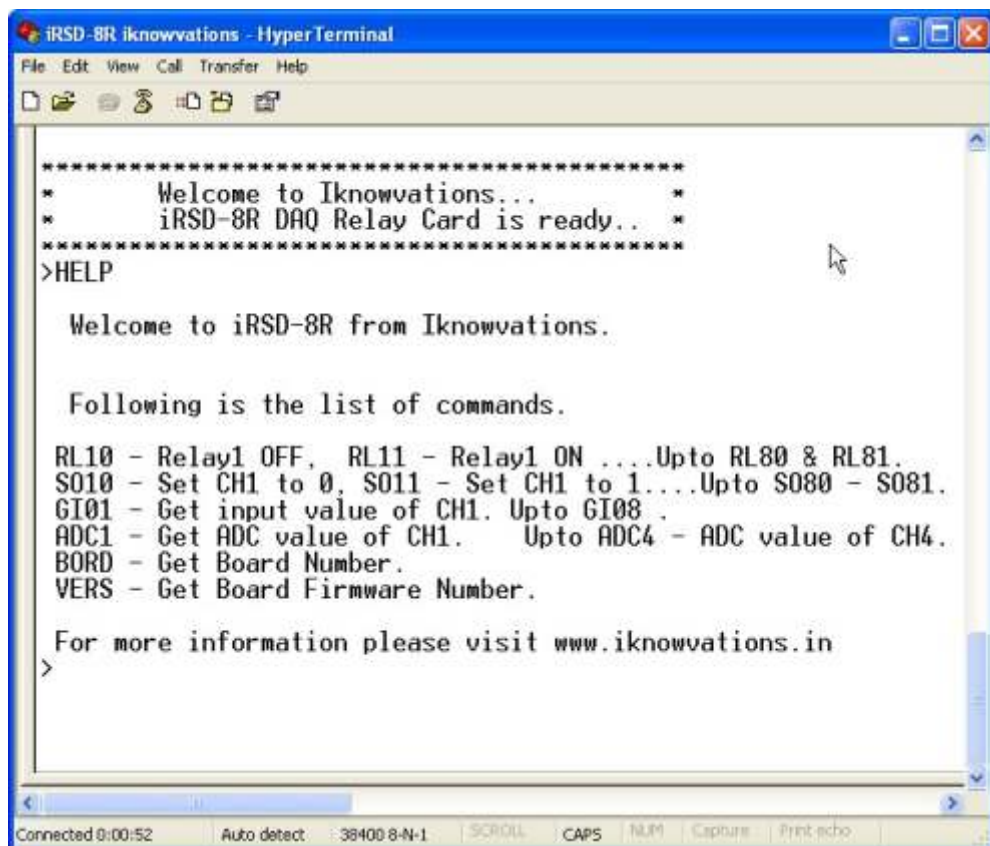 iRSD-8R iknowvations - HyperTerminal
File Edit View Call Transfer Help
*********************************************
* Welcome to Iknowvations... *
* iRSD-8R DAQ Relay Card is ready.. *
*********************************************
>HELP
Welcome to iRSD-8R from Iknowvations.
Following is the list of commands.
RL10 - Relay1 OFF, RL11 - Relay1 ON ....Upto RL80 & RL81.
SO10 - Set CH1 to 0, SO11 - Set CH1 to 1....Upto SO80 - SO81.
GI01 - Get input value of CH1. Upto GI08 .
ADC1 - Get ADC value of CH1. Upto ADC4 - ADC value of CH4.
BORD - Get Board Number.
VERS - Get Board Firmware Number.
For more information please visit www.iknowvations.in
>
Connected 0:00:52 Auto detect 38400 8-N-1 SCROLL CAPS NUM Capture Print echo